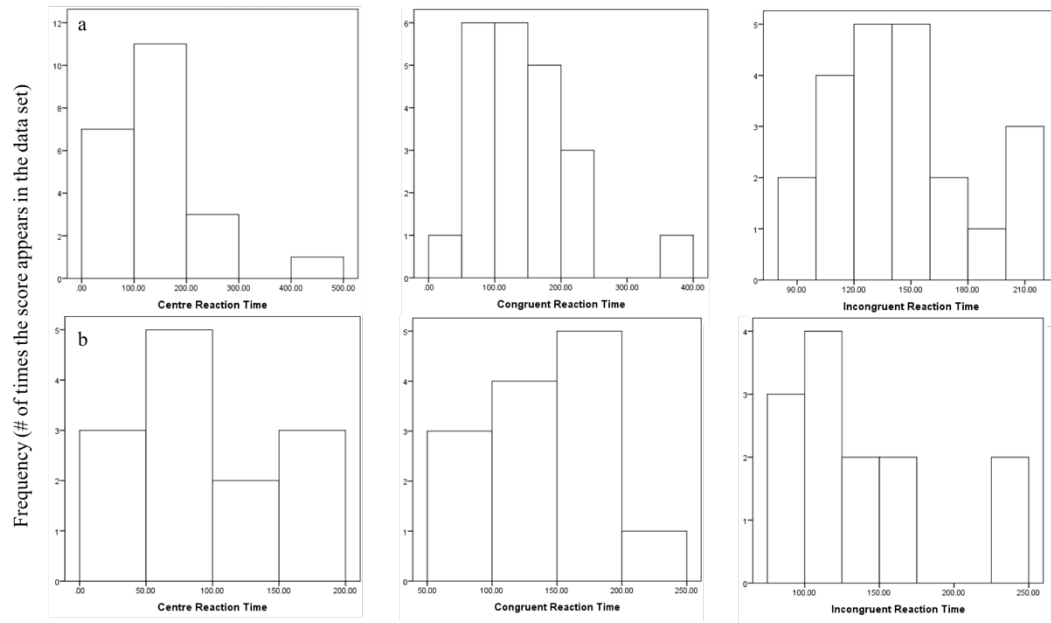 Frequency (# of times the score appears in the data set)
a
12
10
8
6
4
2
0
.00 100.00 200.00 300.00 400.00 500.00
Centre Reaction Time
6
5
4
3
2
1
0
.00 100.00 200.00 300.00 400.00
Congruent Reaction Time
5
4
3
2
1
0
90.00 120.00 150.00 180.00 210.00
Incongruent Reaction Time
b
5
4
3
2
1
0
.00 50.00 100.00 150.00 200.00
Centre Reaction Time
5
4
3
2
1
0
50.00 100.00 150.00 200.00 250.00
Congruent Reaction Time
4
3
2
1
0
100.00 150.00 200.00 250.00
Incongruent Reaction Time